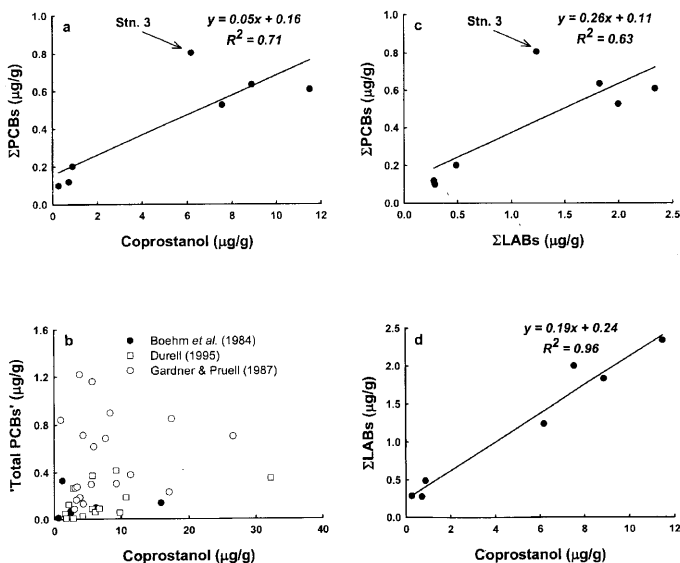 a
Stn. 3
y = 0.05x + 0.16
R² = 0.71
ΣPCBs (µg/g)
1.0
0.8
0.6
0.4
0.2
0.0
0 2 4 6 8 10 12
Coprostanol (µg/g)
c
Stn. 3
y = 0.26x + 0.11
R² = 0.63
ΣPCBs (µg/g)
1.0
0.8
0.6
0.4
0.2
0.0
0.0 0.5 1.0 1.5 2.0 2.5
ΣLABs (µg/g)
b
Boehm et al. (1984)
Durell (1995)
Gardner & Pruell (1987)
'Total PCBs' (µg/g)
1.6
1.2
0.8
0.4
0.0
0 10 20 30 40
Coprostanol (µg/g)
d
y = 0.19x + 0.24
R² = 0.96
ΣLABs (µg/g)
2.5
2.0
1.5
1.0
0.5
0.0
0 2 4 6 8 10 12
Coprostanol (µg/g)